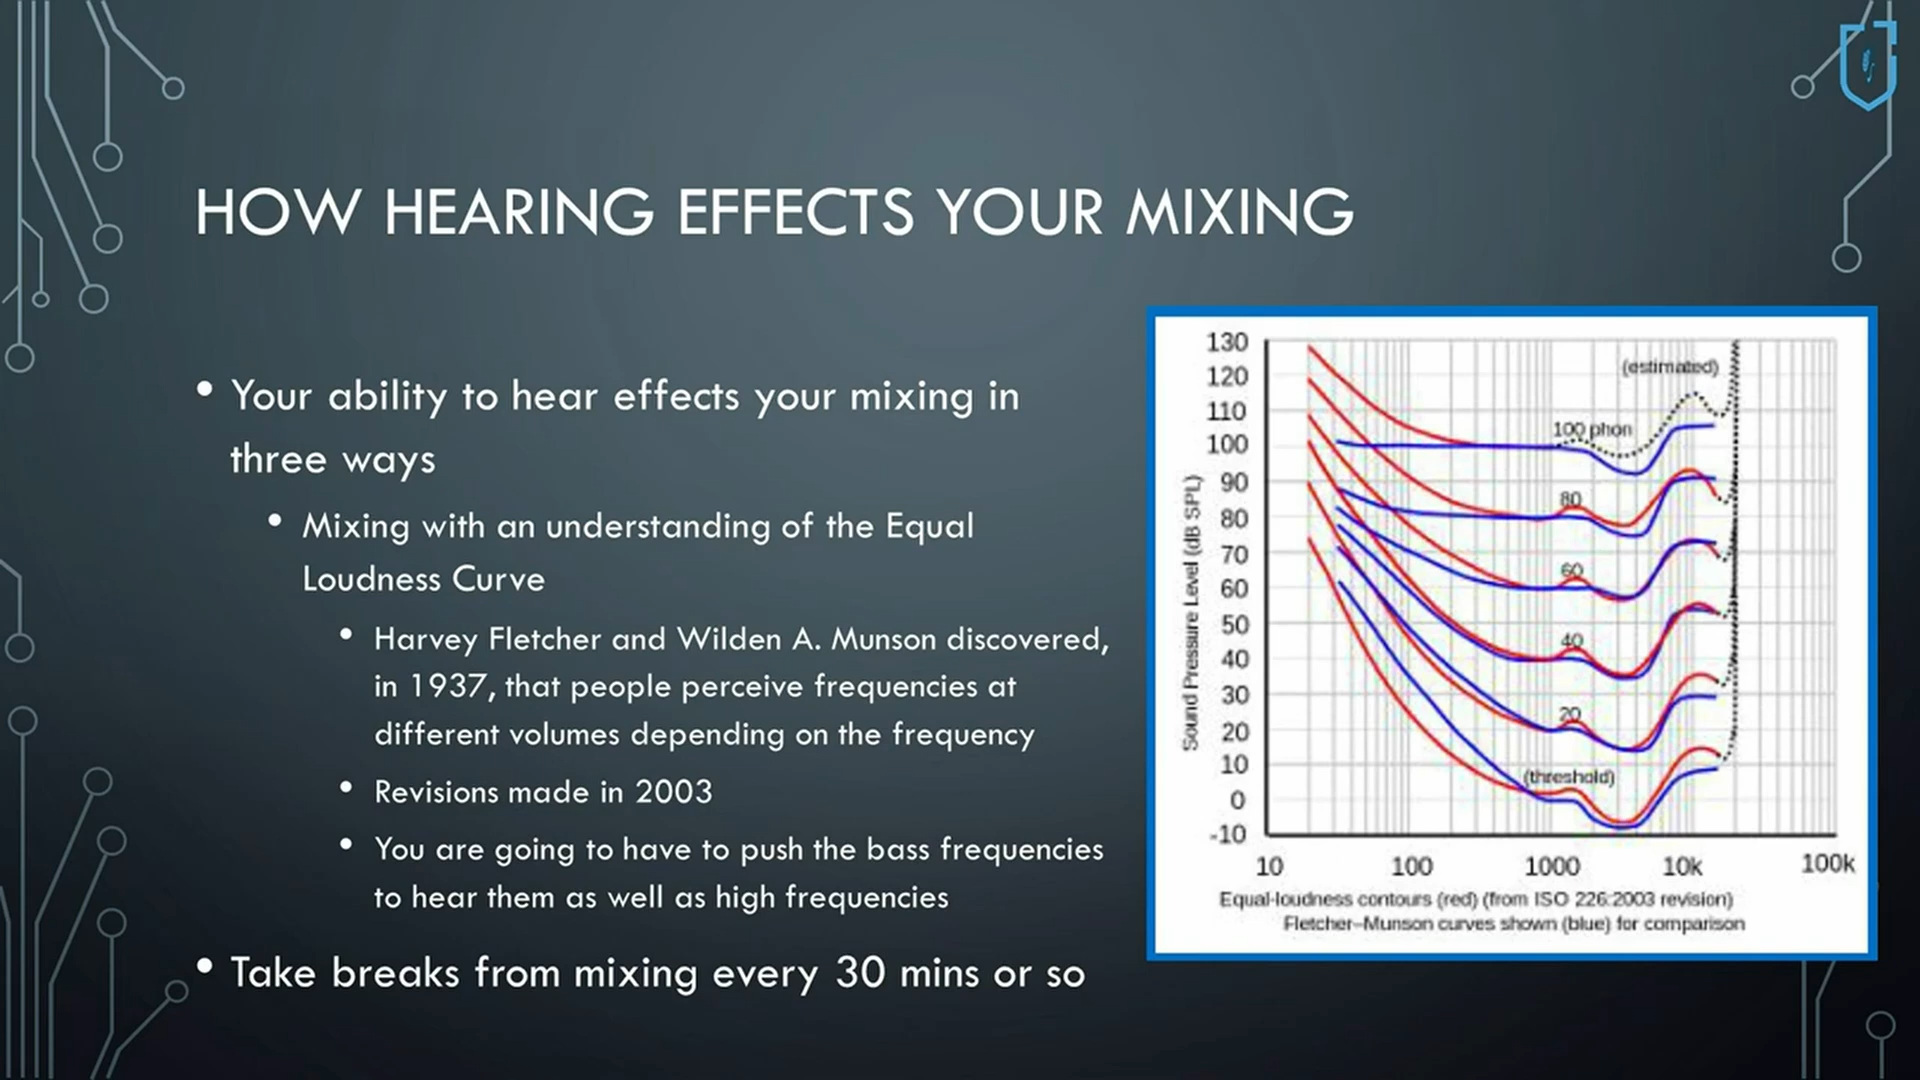 HOW HEARING EFFECTS YOUR MIXING
• Your ability to hear effects your mixing in
three ways
• Mixing with an understanding of the Equal
Loudness Curve
• Harvey Fletcher and Wilden A. Munson discovered,
in 1937, that people perceive frequencies at
different volumes depending on the frequency
• Revisions made in 2003
• You are going to have to push the bass frequencies
to hear them as well as high frequencies
• Take breaks from mixing every 30 mins or so
Sound Pressure Level (dB SPL)
130
120
110
100
90
80
70
60
50
40
30
20
10
0
-10
(estimated)
100 phon
80
60
40
20
(threshold)
10 100 1000 10k 100k
Equal-loudness contours (red) (from ISO 226:2003 revision)
Fletcher–Munson curves shown (blue) for comparison